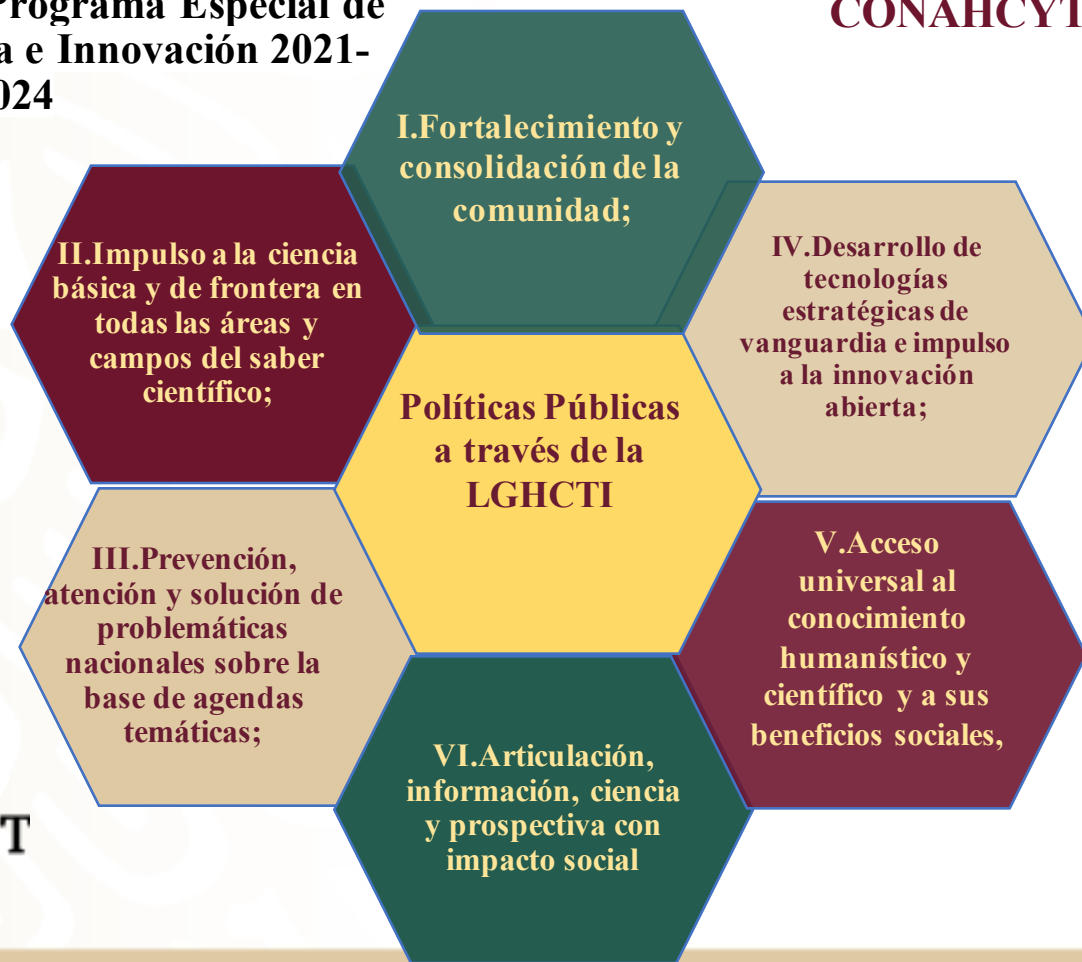 Programa Especial de
a e Innovación 2021-
024
CONAHCYT
I.Fortalecimiento y
consolidación de la
comunidad;
II.Impulso a la ciencia
básica y de frontera en
todas las áreas y
campos del saber
científico;
III.Prevención,
atención y solución de
problemáticas
nacionales sobre la
base de agendas
temáticas;
Políticas Públicas
a través de la
LGHCTI
IV.Desarrollo de
tecnologías
estratégicas de
vanguardia e impulso
a la innovación
abierta;
V.Acceso
universal al
conocimiento
humanístico y
científico y a sus
beneficios sociales,
VI.Articulación,
información, ciencia
y prospectiva con
impacto social
T